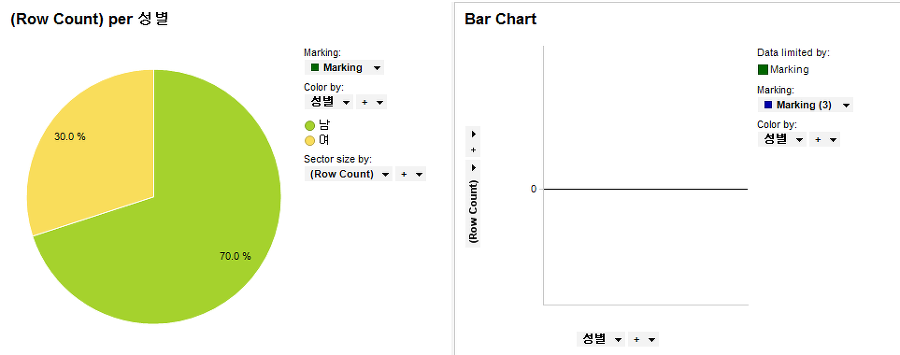 (Row Count) per 성별
Marking:
Marking
Color by:
성별 +
남
여
Sector size by:
(Row Count) +
30.0 %
70.0 %
Bar Chart
Data limited by:
Marking
Marking:
Marking (3)
Color by:
성별 +
+
(Row Count)
0
성별 +